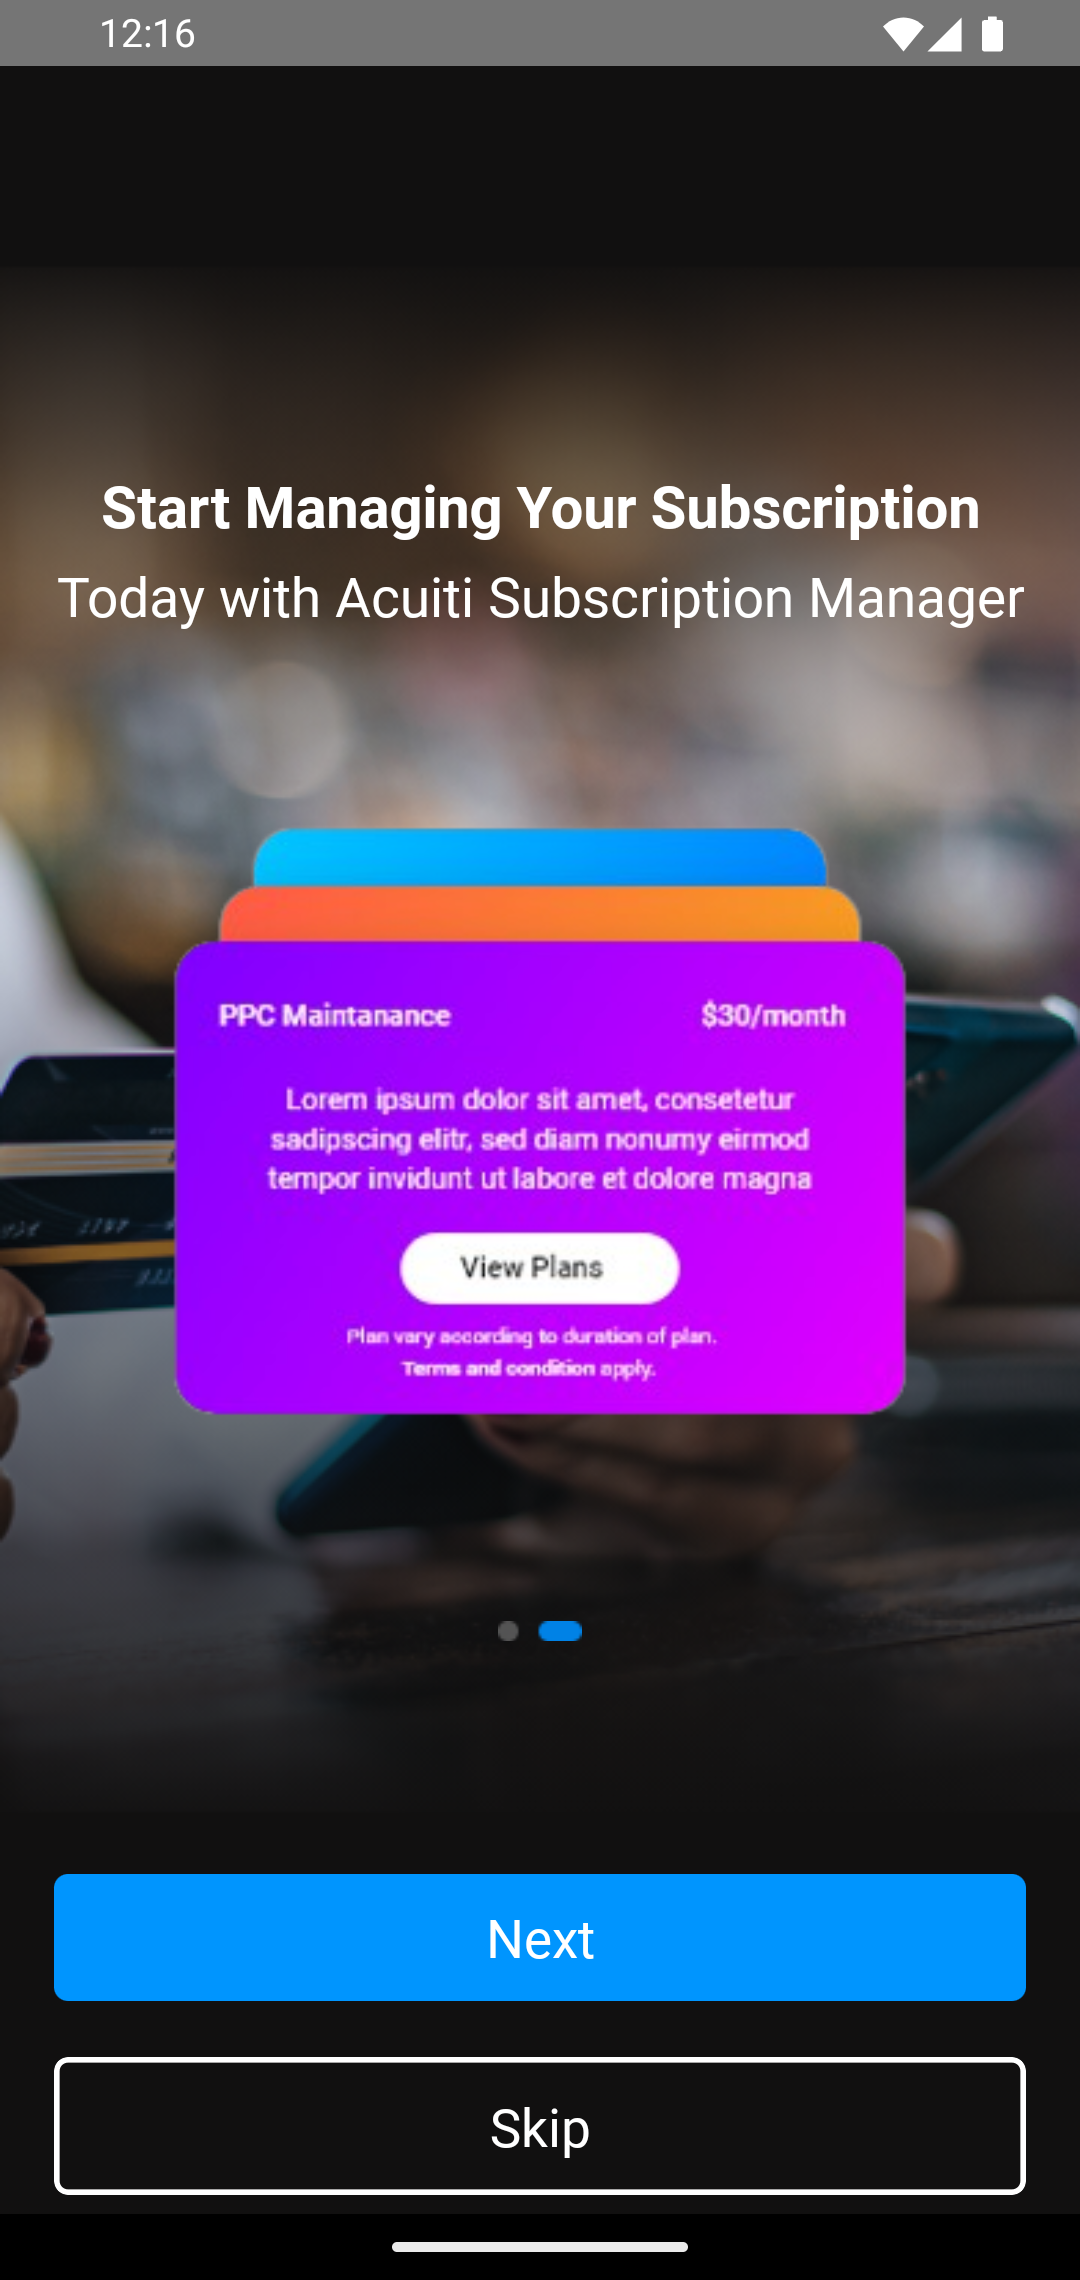 12:16
Start Managing Your Subscription
Today with Acuiti Subscription Manager
PPC Maintanance $30/month
Lorem ipsum dolor sit amet, consetetur
sadipscing elitr, sed diam nonumy eirmod
tempor invidunt ut labore et dolore magna
View Plans
Plan vary according to duration of plan.
Terms and condition apply.
Next
Skip